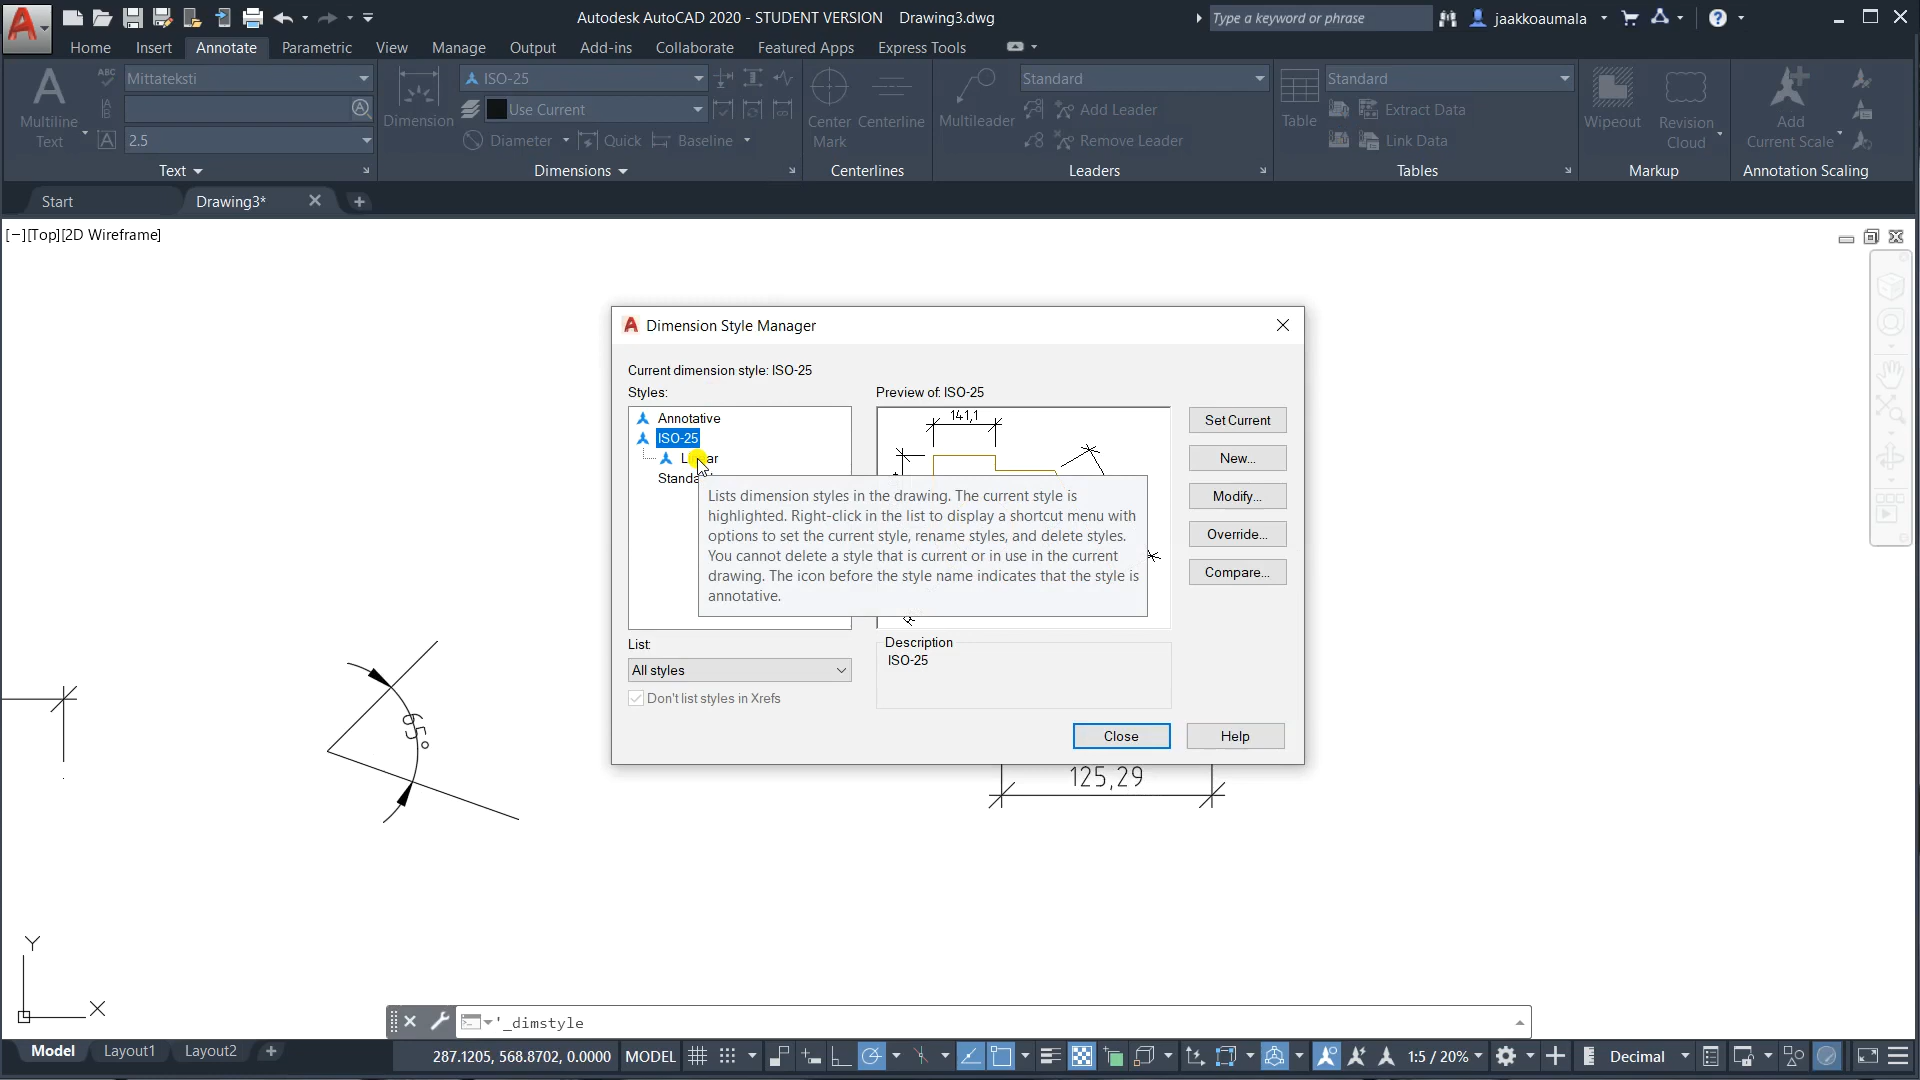 Autodesk AutoCAD 2020 - STUDENT VERSION Drawing3.dwg
Type a keyword or phrase
jaakkoaumala
Home Insert Annotate Parametric View Manage Output Add-ins Collaborate Featured Apps Express Tools
Multiline
Text
ABC
Mittateksti
2.5
Text
Dimension
ISO-25
Use Current
Diameter Quick Baseline
Dimensions
Center
Mark
Centerline
Centerlines
Multileader
Standard
Add Leader
Remove Leader
Leaders
Table
Standard
Extract Data
Link Data
Tables
Wipeout
Revision
Cloud
Markup
Add
Current Scale
Annotation Scaling
Start
Drawing3*
[−][Top][2D Wireframe]
Dimension Style Manager
Current dimension style: ISO-25
Styles:
Annotative
ISO-25
Standa
Preview of: ISO-25
141,1
Lists dimension styles in the drawing. The current style is
highlighted. Right-click in the list to display a shortcut menu with
options to set the current style, rename styles, and delete styles.
You cannot delete a style that is current or in use in the current
drawing. The icon before the style name indicates that the style is
annotative.
Set Current
New...
Modify...
Override...
Compare...
List:
All styles
Don't list styles in Xrefs
Description
ISO-25
Close
Help
65°
125,29
Y
X
'_dimstyle
Model Layout1 Layout2
287.1205, 568.8702, 0.0000 MODEL
1:5 / 20%
Decimal